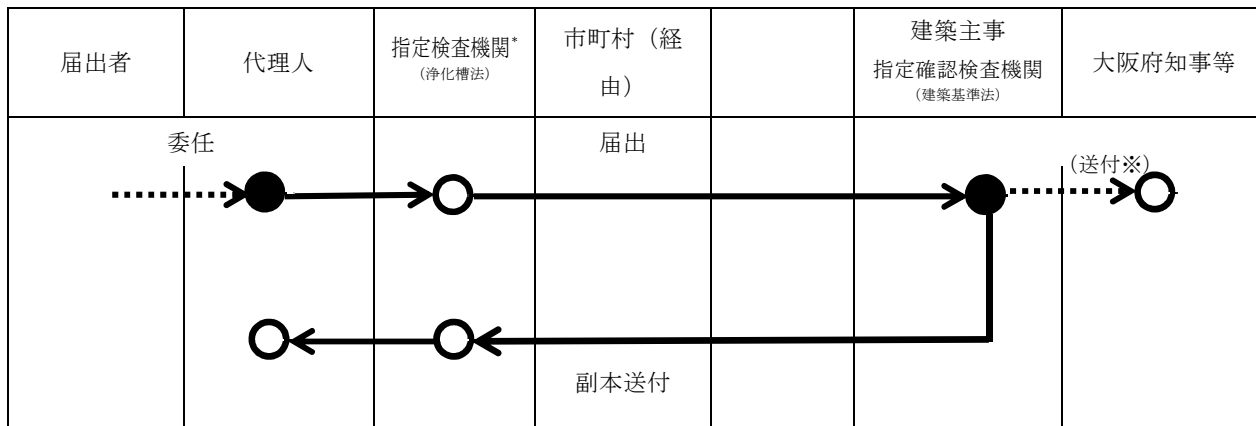 届出者
代理人
指定検査機関*
(浄化槽法)
市町村（経
由）
建築主事
指定確認検査機関
(建築基準法)
大阪府知事等
委任
届出
(送付※)
副本送付